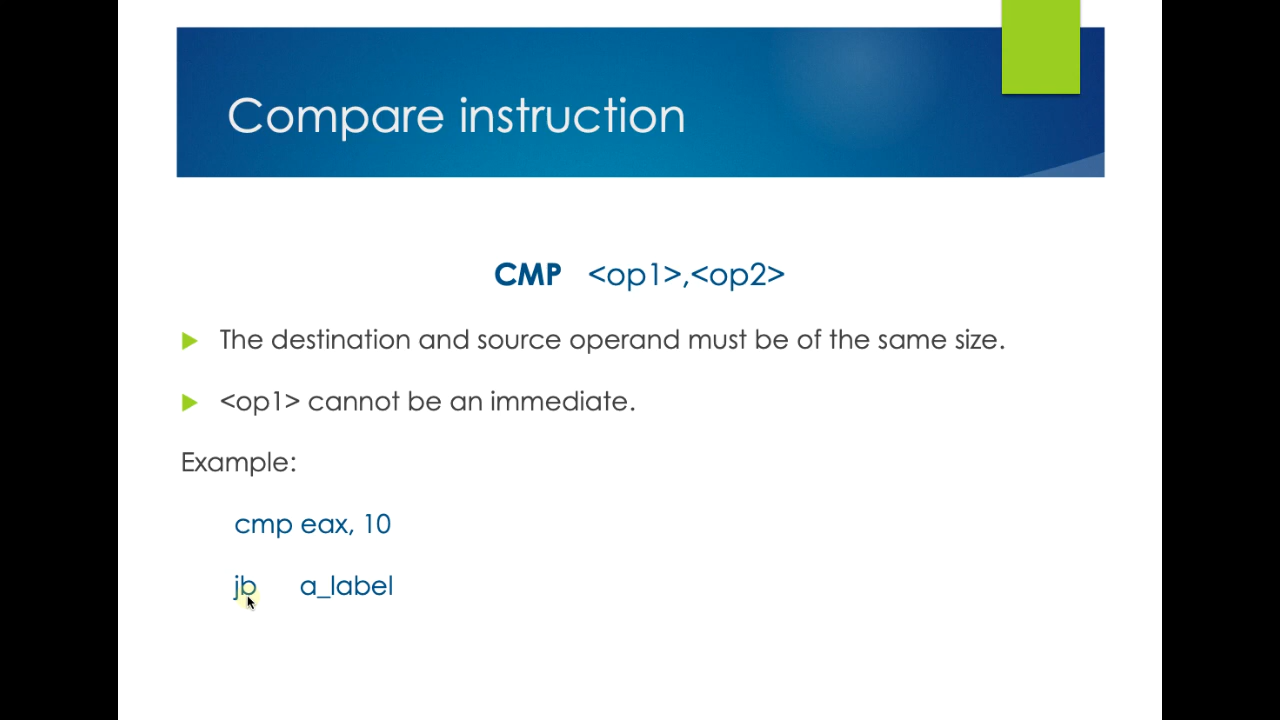 Compare instruction
CMP <op1>,<op2>
The destination and source operand must be of the same size.
<op1> cannot be an immediate.
Example:
cmp eax, 10
jb a_label